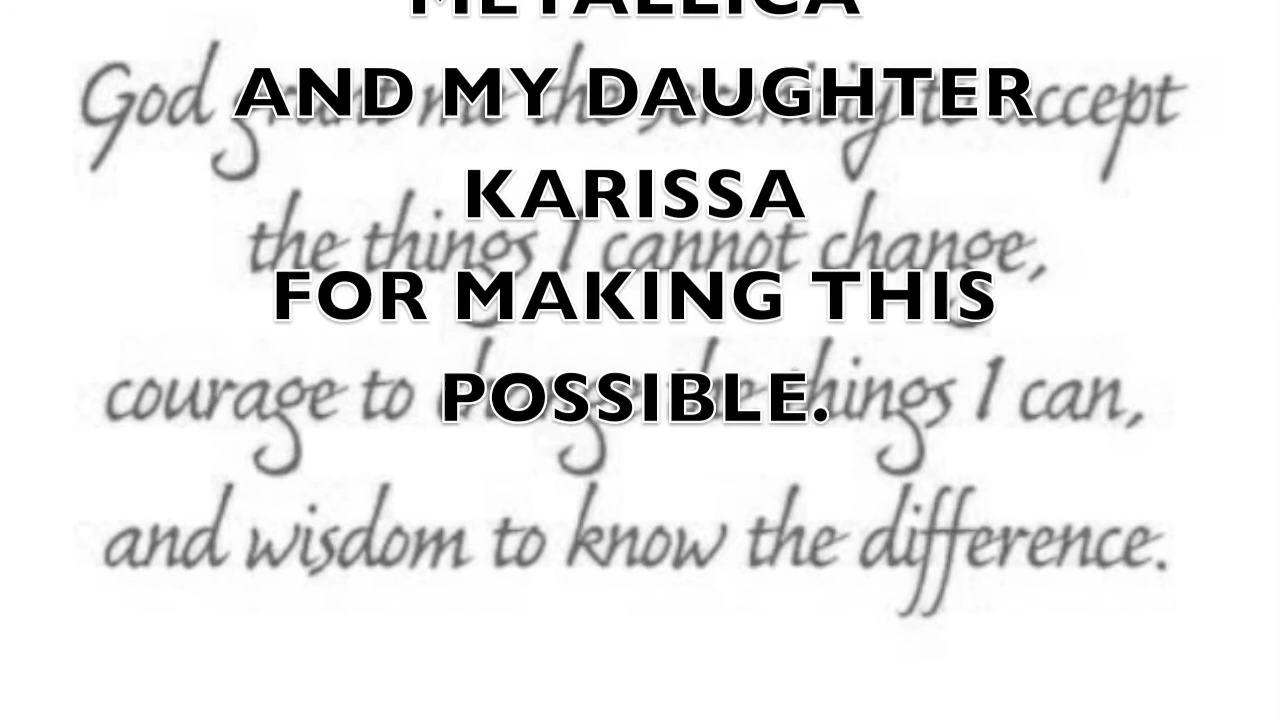 METALLICA
AND MY DAUGHTER
KARISSA
FOR MAKING THIS
POSSIBLE.
God grant me the serenity to accept
the things I cannot change,
courage to change the things I can,
and wisdom to know the difference.